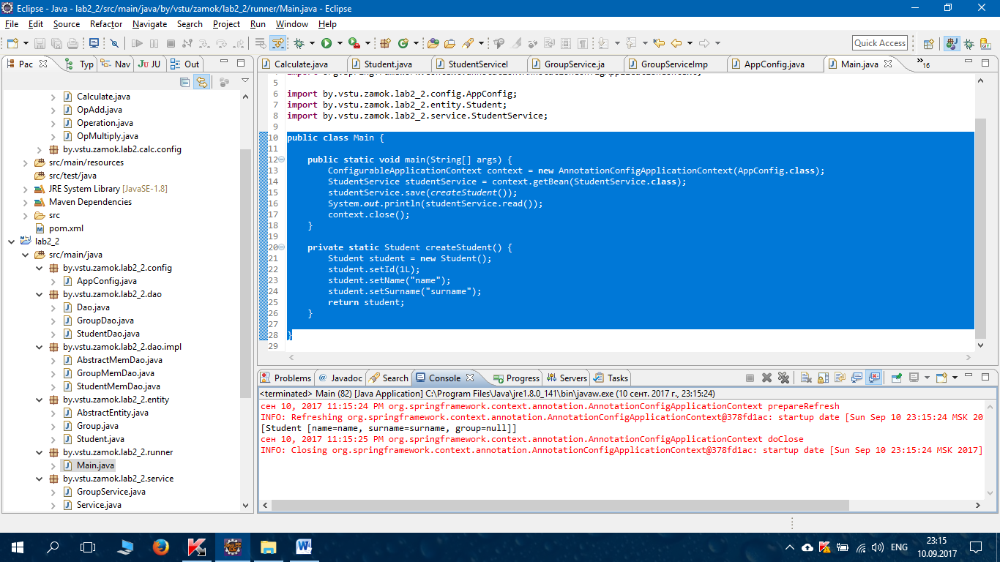 Eclipse - Java - lab2_2/src/main/java/by/vstu/zamok/lab2_2/runner/Main.java - Eclipse
File Edit Source Refactor Navigate Search Project Run Window Help
Quick Access
Pac Typ Nav JU Out
Calculate.java
OpAdd.java
Operation.java
OpMultiply.java
by.vstu.zamok.lab2.calc.config
src/main/resources
src/test/java
JRE System Library [JavaSE-1.8]
Maven Dependencies
src
pom.xml
lab2_2
src/main/java
by.vstu.zamok.lab2_2.config
AppConfig.java
by.vstu.zamok.lab2_2.dao
Dao.java
GroupDao.java
StudentDao.java
by.vstu.zamok.lab2_2.dao.impl
AbstractMemDao.java
GroupMemDao.java
StudentMemDao.java
by.vstu.zamok.lab2_2.entity
AbstractEntity.java
Group.java
Student.java
by.vstu.zamok.lab2_2.runner
Main.java
by.vstu.zamok.lab2_2.service
GroupService.java
Service.java
Calculate.java Student.java StudentServiceI GroupService.ja GroupServiceImp AppConfig.java Main.java 16
5
6 import by.vstu.zamok.lab2_2.config.AppConfig;
7 import by.vstu.zamok.lab2_2.entity.Student;
8 import by.vstu.zamok.lab2_2.service.StudentService;
9
10 public class Main {
11
12 public static void main(String[] args) {
13 ConfigurableApplicationContext context = new AnnotationConfigApplicationContext(AppConfig.class);
14 StudentService studentService = context.getBean(StudentService.class);
15 studentService.save(createStudent());
16 System.out.println(studentService.read());
17 context.close();
18 }
19
20 private static Student createStudent() {
21 Student student = new Student();
22 student.setId(1L);
23 student.setName("name");
24 student.setSurname("surname");
25 return student;
26 }
27
28 }
29
Problems Javadoc Search Console Progress Servers Tasks
<terminated> Main (82) [Java Application] C:\Program Files\Java\jre1.8.0_141\bin\javaw.exe (10 сент. 2017 г., 23:15:24)
сен 10, 2017 11:15:24 PM org.springframework.context.annotation.AnnotationConfigApplicationContext prepareRefresh
INFO: Refreshing org.springframework.context.annotation.AnnotationConfigApplicationContext@378fd1ac: startup date [Sun Sep 10 23:15:24 MSK 20
[Student [name=name, surname=surname, group=null]]
сен 10, 2017 11:15:25 PM org.springframework.context.annotation.AnnotationConfigApplicationContext doClose
INFO: Closing org.springframework.context.annotation.AnnotationConfigApplicationContext@378fd1ac: startup date [Sun Sep 10 23:15:24 MSK 2017]
ENG
23:15
10.09.2017